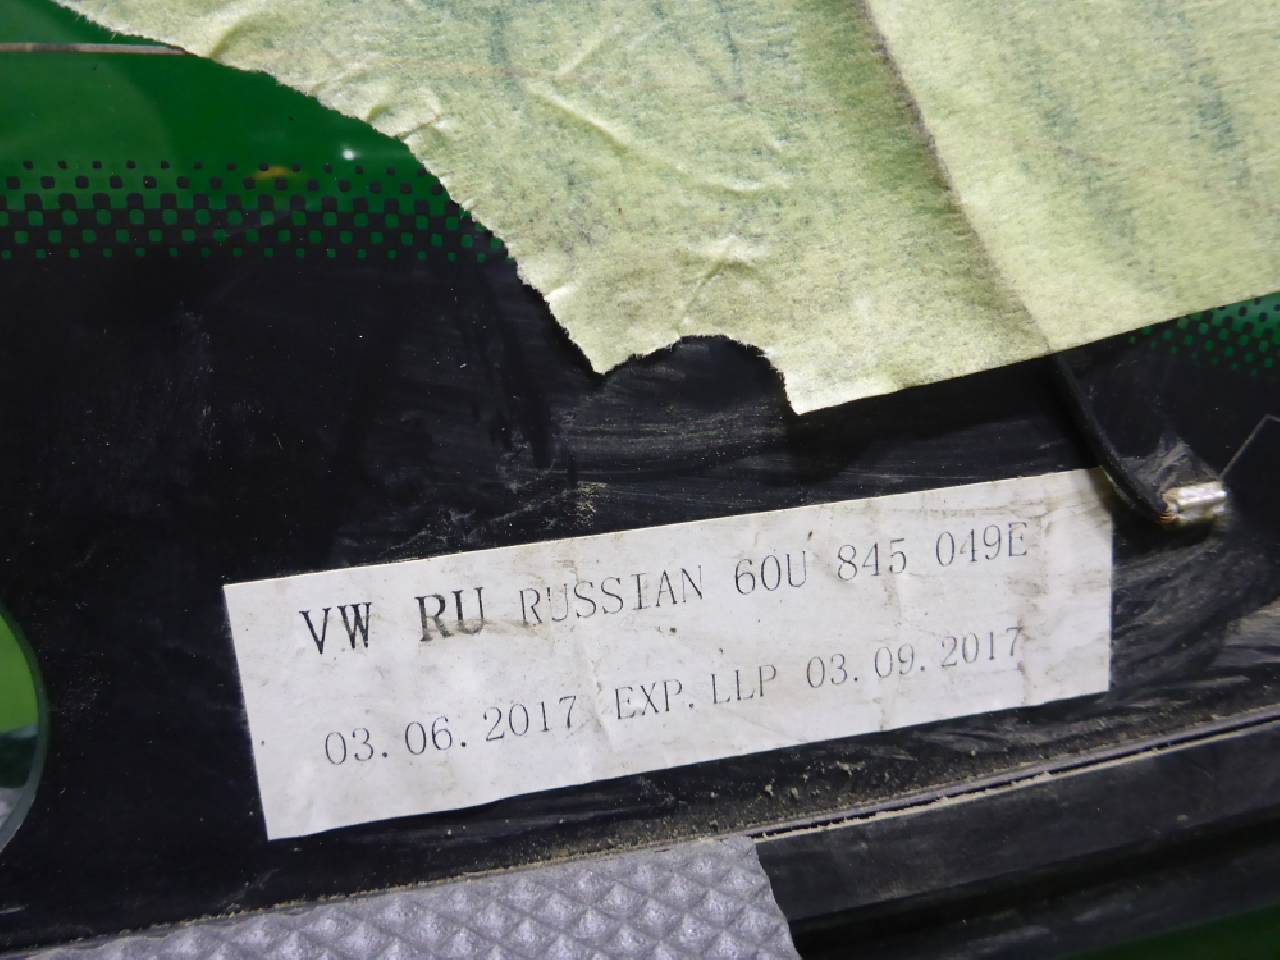 VW RU RUSSIAN 60U 845 049E
03.06.2017 EXP.LLP 03.09.2017